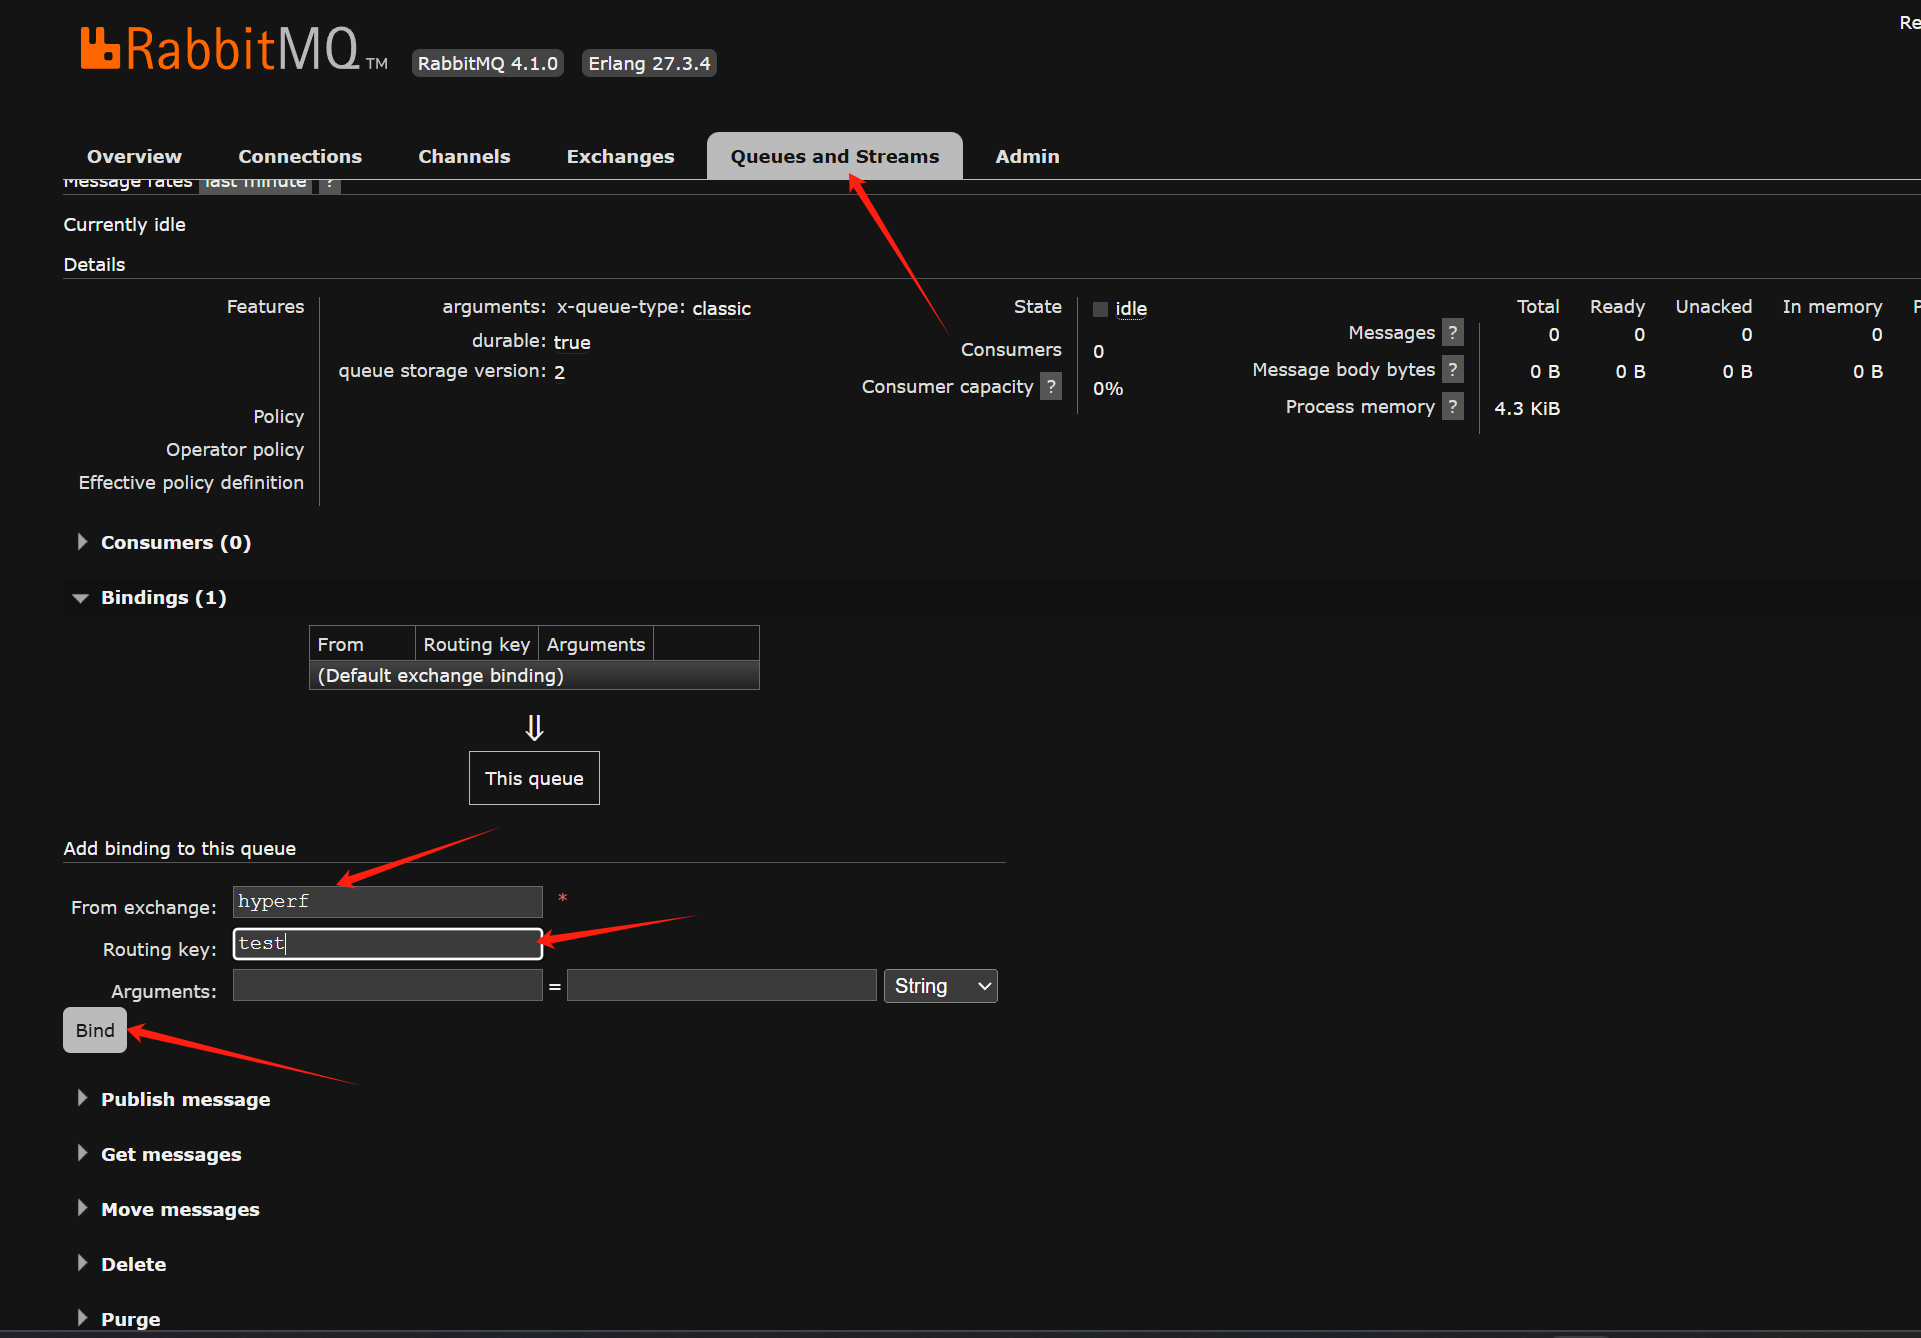 Re
RabbitMQ TM RabbitMQ 4.1.0 Erlang 27.3.4
Overview Connections Channels Exchanges Queues and Streams Admin
Message rates last minute ?
Currently idle
Details
Features arguments: x-queue-type: classic
durable: true
queue storage version: 2
Policy
Operator policy
Effective policy definition
State idle
Consumers 0
Consumer capacity ? 0%
Total Ready Unacked In memory P
Messages ? 0 0 0 0
Message body bytes ? 0 B 0 B 0 B 0 B
Process memory ? 4.3 KiB
Consumers (0)
Bindings (1)
From Routing key Arguments
(Default exchange binding)
⇓
This queue
Add binding to this queue
From exchange: hyperf *
Routing key: test
Arguments: = String
Bind
Publish message
Get messages
Move messages
Delete
Purge